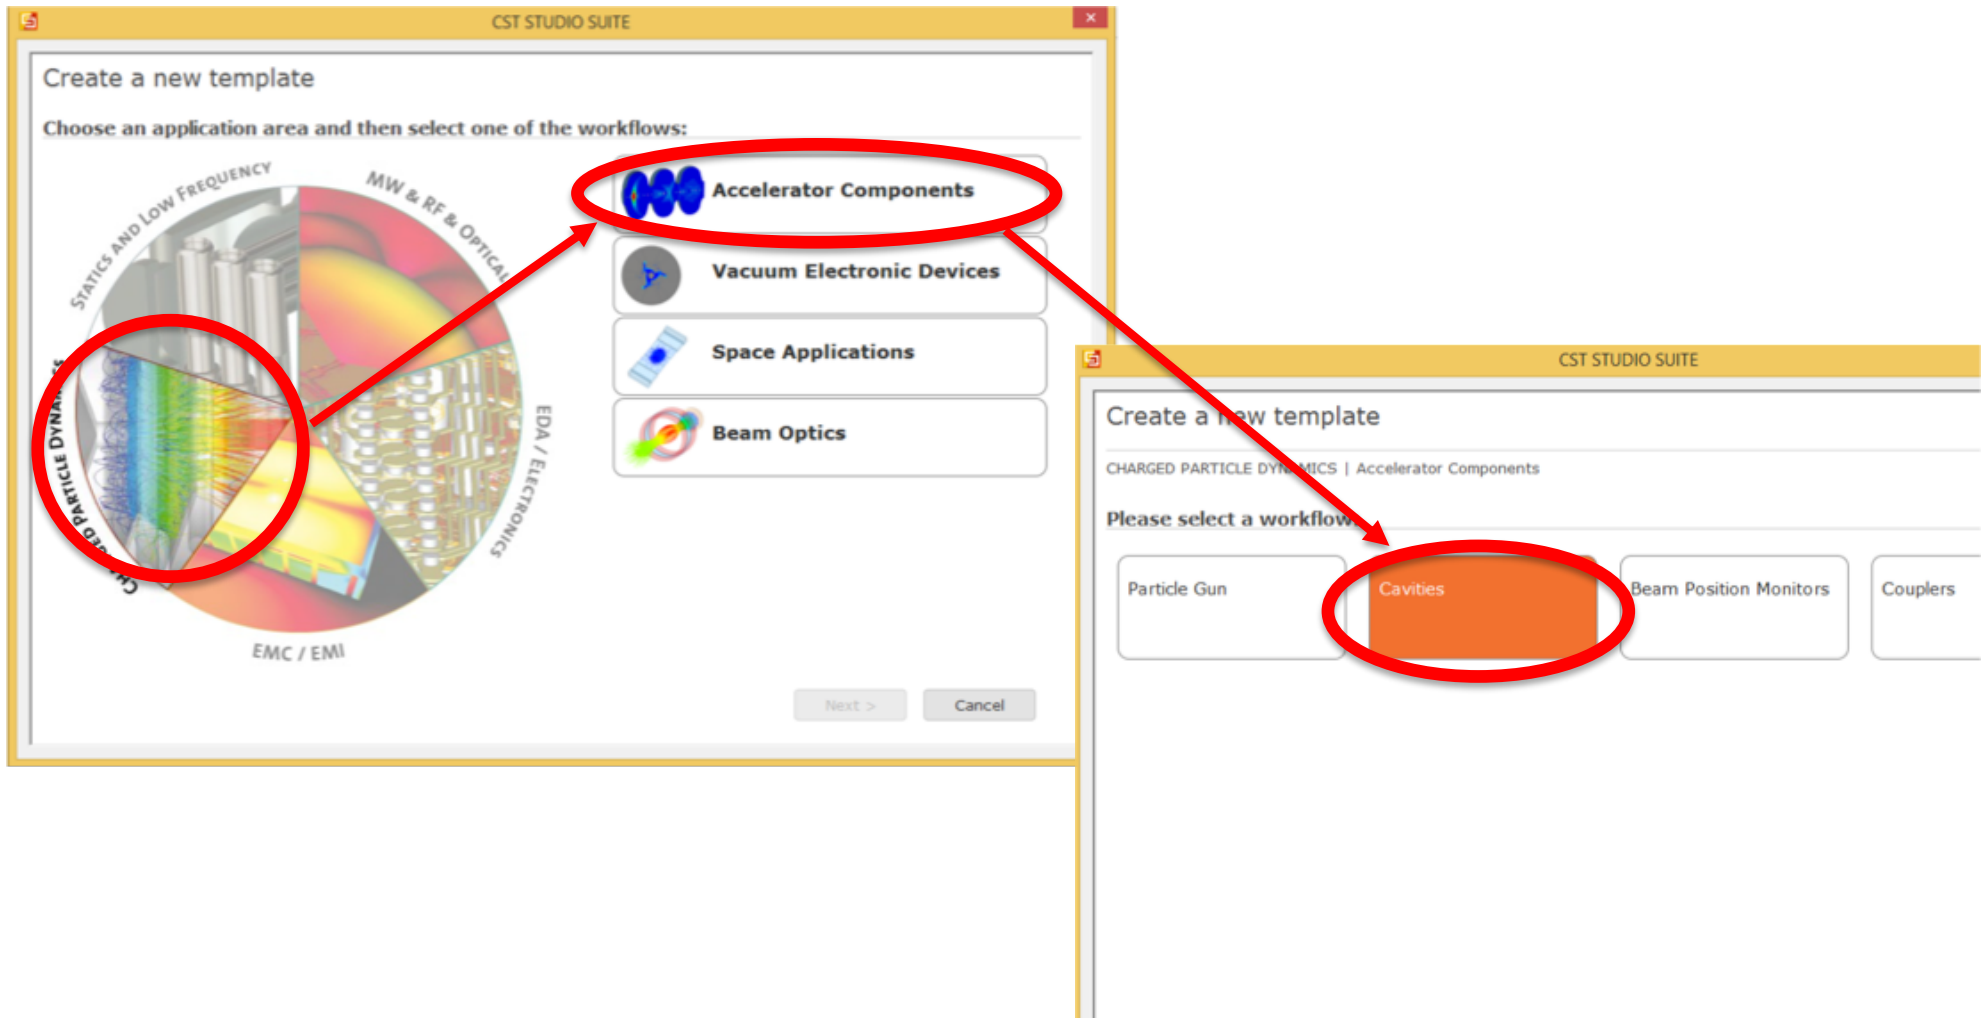 CST STUDIO SUITE
Create a new template
Choose an application area and then select one of the workflows:
STATICS AND LOW FREQUENCY
MW & RF & OPTICAL
EDA / ELECTRONICS
EMC / EMI
CHARGED PARTICLE DYNAMICS
Accelerator Components
Vacuum Electronic Devices
Space Applications
Beam Optics
Next >
Cancel
CST STUDIO SUITE
Create a new template
CHARGED PARTICLE DYNAMICS | Accelerator Components
Please select a workflow:
Particle Gun
Cavities
Beam Position Monitors
Couplers